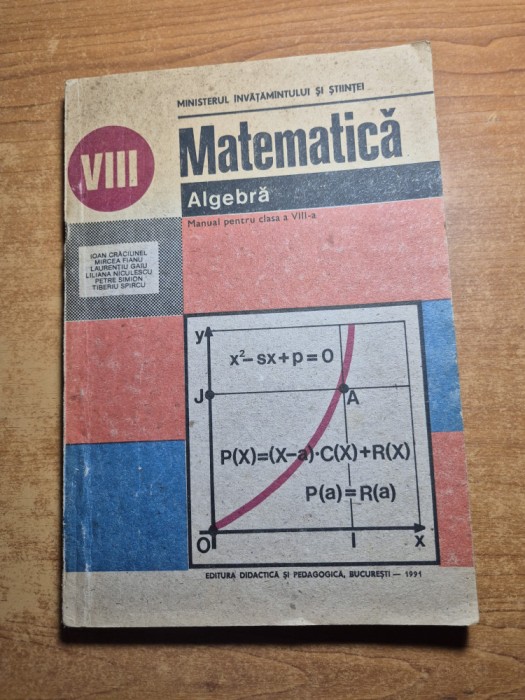 MINISTERUL INVĂȚĂMÎNTULUI ȘI ȘTIINȚEI
VIII
Matematică
Algebră
Manual pentru clasa a VIII-a
IOAN CRĂCIUNEL
MIRCEA FIANU
LAURENȚIU GAIU
LILIANA NICULESCU
PETRE SIMION
TIBERIU SPIRCU
y
x²−sx+p=0
J
A
P(X)=(X−a)·C(X)+R(X)
P(a)=R(a)
O
I
x
EDITURA DIDACTICĂ ȘI PEDAGOGICĂ, BUCUREȘTI — 1991